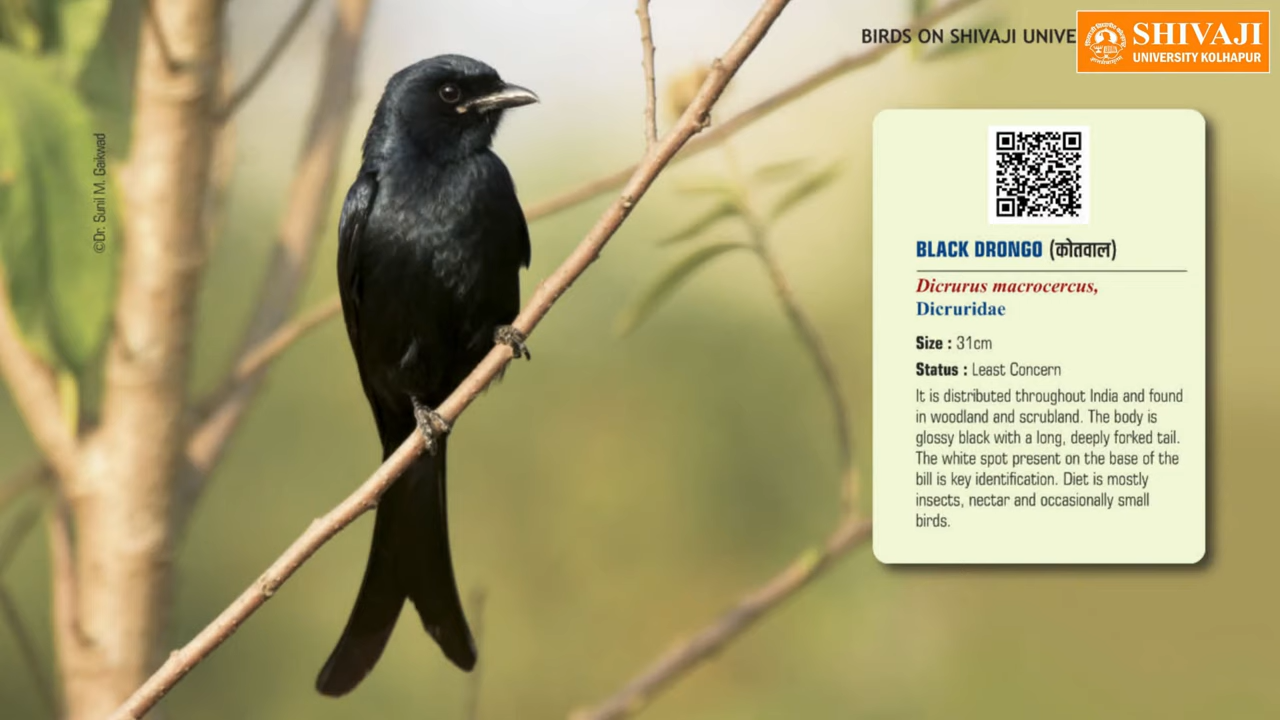 BIRDS ON SHIVAJI UNIVE
SHIVAJI
UNIVERSITY KOLHAPUR
©Dr. Sunil M. Gaikwad
BLACK DRONGO (कोतवाल)
Dicrurus macrocercus,
Dicruridae
Size : 31cm
Status : Least Concern
It is distributed throughout India and found
in woodland and scrubland. The body is
glossy black with a long, deeply forked tail.
The white spot present on the base of the
bill is key identification. Diet is mostly
insects, nectar and occasionally small
birds.